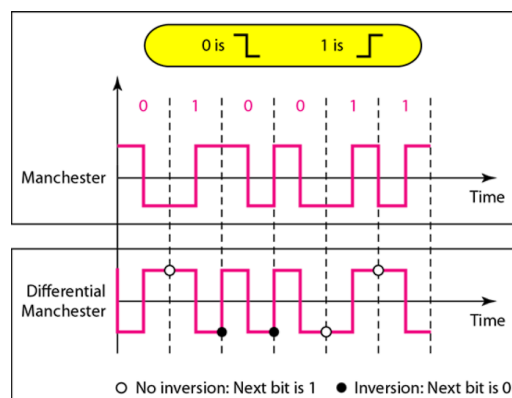 0 is 1 is
0 1 0 0 1 1
Manchester
Time
Differential
Manchester
Time
No inversion: Next bit is 1 Inversion: Next bit is 0